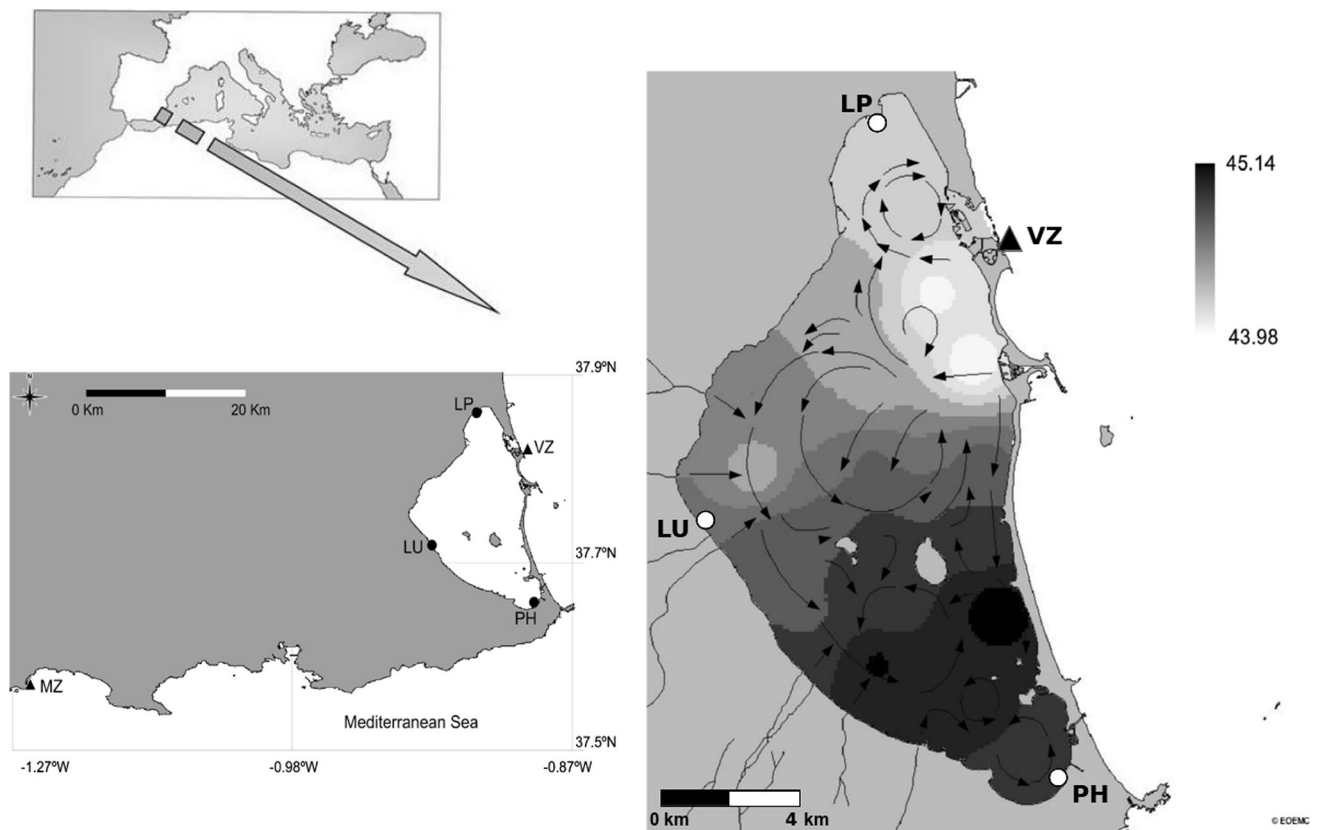 N
0 Km
20 Km
37.9ºN
LP
VZ
LU
37.7ºN
PH
MZ
Mediterranean Sea
37.5ºN
-1.27ºW
-0.98ºW
-0.87ºW
LP
VZ
LU
PH
0 km
4 km
45.14
43.98
© EOEMC